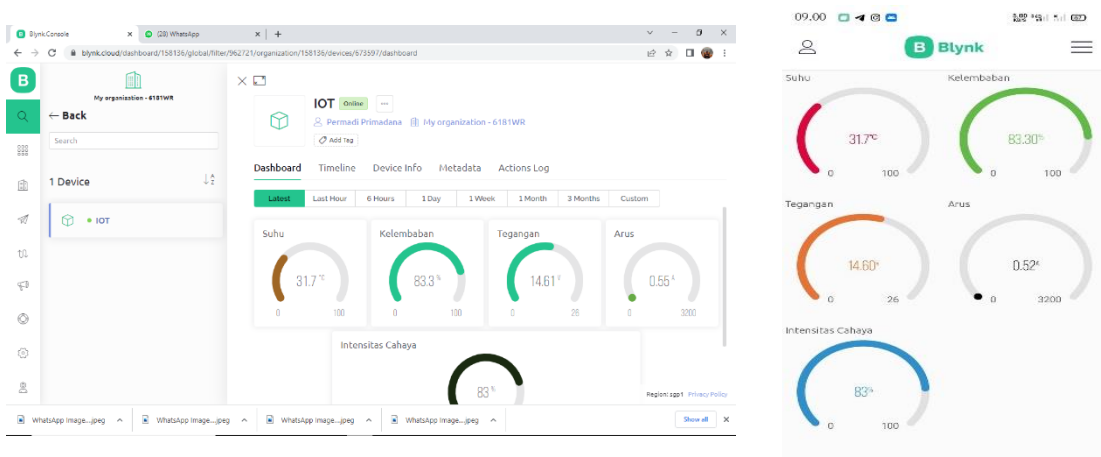 Blynk.Console
(20) WhatsApp
blynk.cloud/dashboard/158136/global/filter/962721/organization/158136/devices/673597/dashboard
B
My organisation - 6181WR
← Back
Search
1 Device
IOT
IOT Online ...
Permadi Primadana My organization - 6181WR
Add Tag
Dashboard Timeline Device Info Metadata Actions Log
Latest Last Hour 6 Hours 1 Day 1 Week 1 Month 3 Months Custom
Suhu Kelembaban Tegangan Arus
31.7 °C 83.3 % 14.61 V 0.55 A
0 100 0 100 0 26 0 3200
Intensitas Cahaya
83 %
Region: sgp1 Privacy Policy
WhatsApp Image....jpeg WhatsApp Image....jpeg WhatsApp Image....jpeg WhatsApp Image....jpeg Show all
09.00
B Blynk
Suhu Kelembaban
31.7°C 83.30%
0 100 0 100
Tegangan Arus
14.60V 0.52A
0 26 0 3200
Intensitas Cahaya
83%
0 100